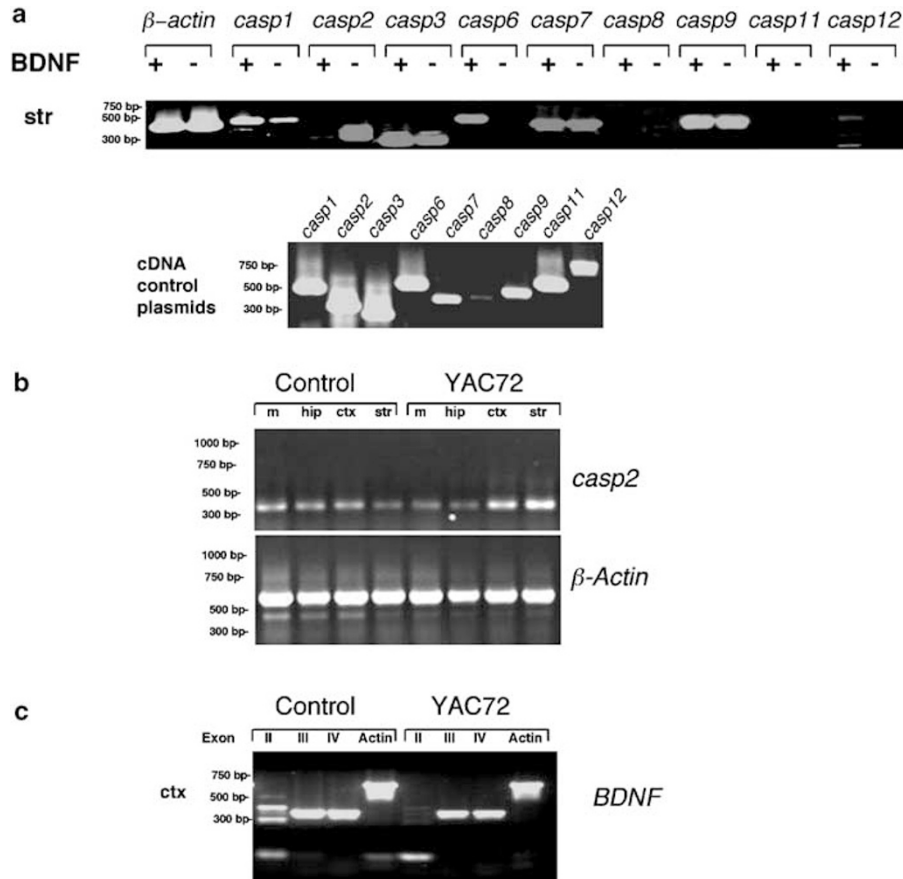 a
β-actin casp1 casp2 casp3 casp6 casp7 casp8 casp9 casp11 casp12
BDNF + - + - + - + - + - + - + - + - + - + -
str
750 bp-
500 bp-
300 bp-
casp1 casp2 casp3 casp6 casp7 casp8 casp9 casp11 casp12
cDNA
control
plasmids
750 bp-
500 bp-
300 bp-
b
Control YAC72
m hip ctx str m hip ctx str
1000 bp-
750 bp-
500 bp-
300 bp-
casp2
1000 bp-
750 bp-
500 bp-
300 bp-
β-Actin
c
Control YAC72
Exon II III IV Actin II III IV Actin
ctx
750 bp-
500 bp-
300 bp-
BDNF